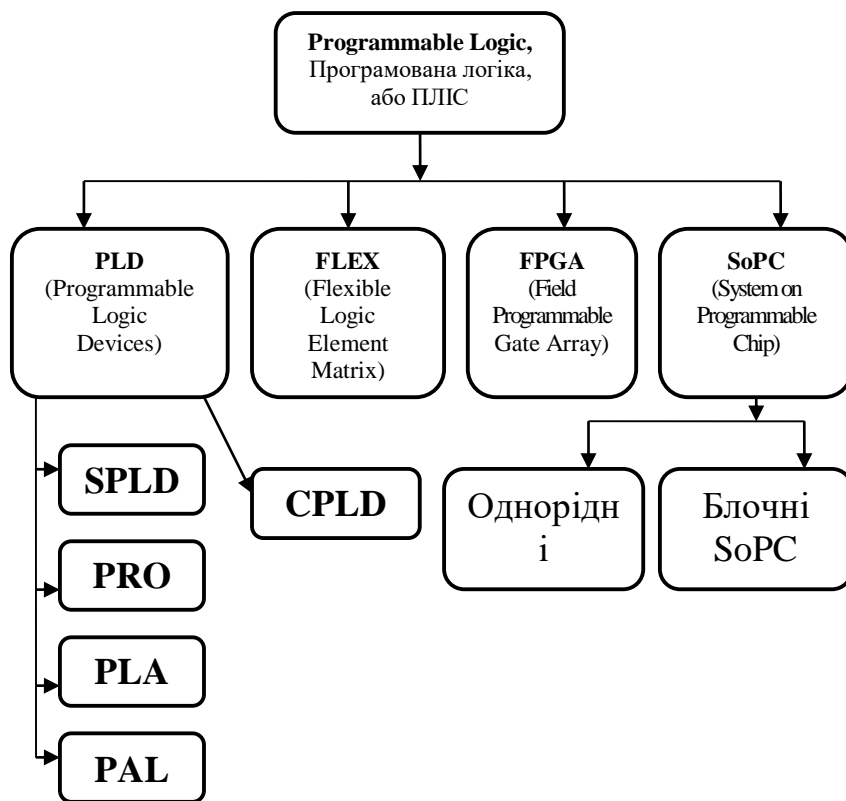 Programmable Logic,
Програмована логіка,
або ПЛІС
PLD
(Programmable
Logic
Devices)
FLEX
(Flexible
Logic
Element
Matrix)
FPGA
(Field
Programmable
Gate Array)
SoPC
(System on
Programmable
Chip)
SPLD
CPLD
Однорідн
і
Блочні
SoPC
PRO
PLA
PAL